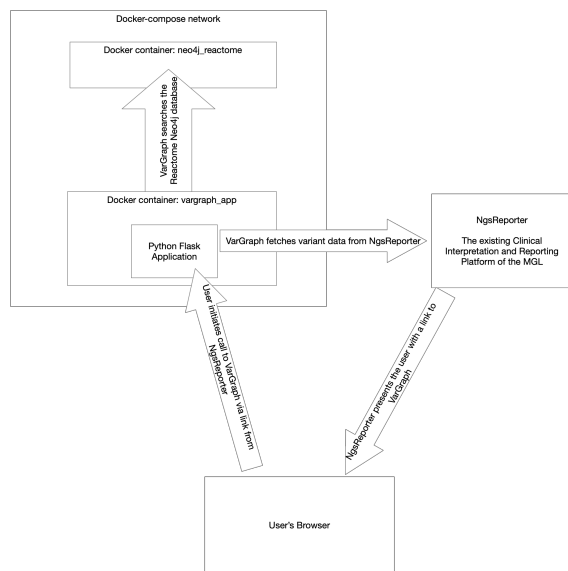 Docker-compose network
Docker container: neo4j_reactome
VarGraph searches the
Reactome Neo4j database
Docker container: vargraph_app
Python Flask
Application
VarGraph fetches variant data from NgsReporter
NgsReporter
The existing Clinical
Interpretation and Reporting
Platform of the MGL
User initiates call to VarGraph via link from
NgsReporter
NgsReporter presents the user with a link to
VarGraph
User's Browser